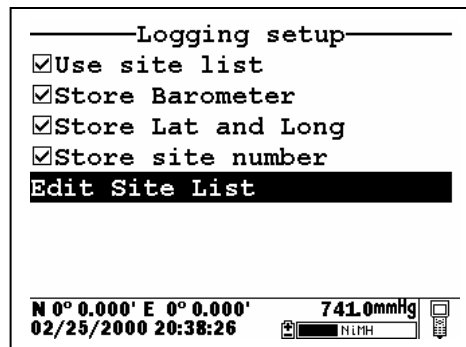 Logging setup
☑Use site list
☑Store Barometer
☑Store Lat and Long
☑Store site number
Edit Site List
N 0° 0.000' E 0° 0.000' 741.0mmHg
02/25/2000 20:38:26 NiMH